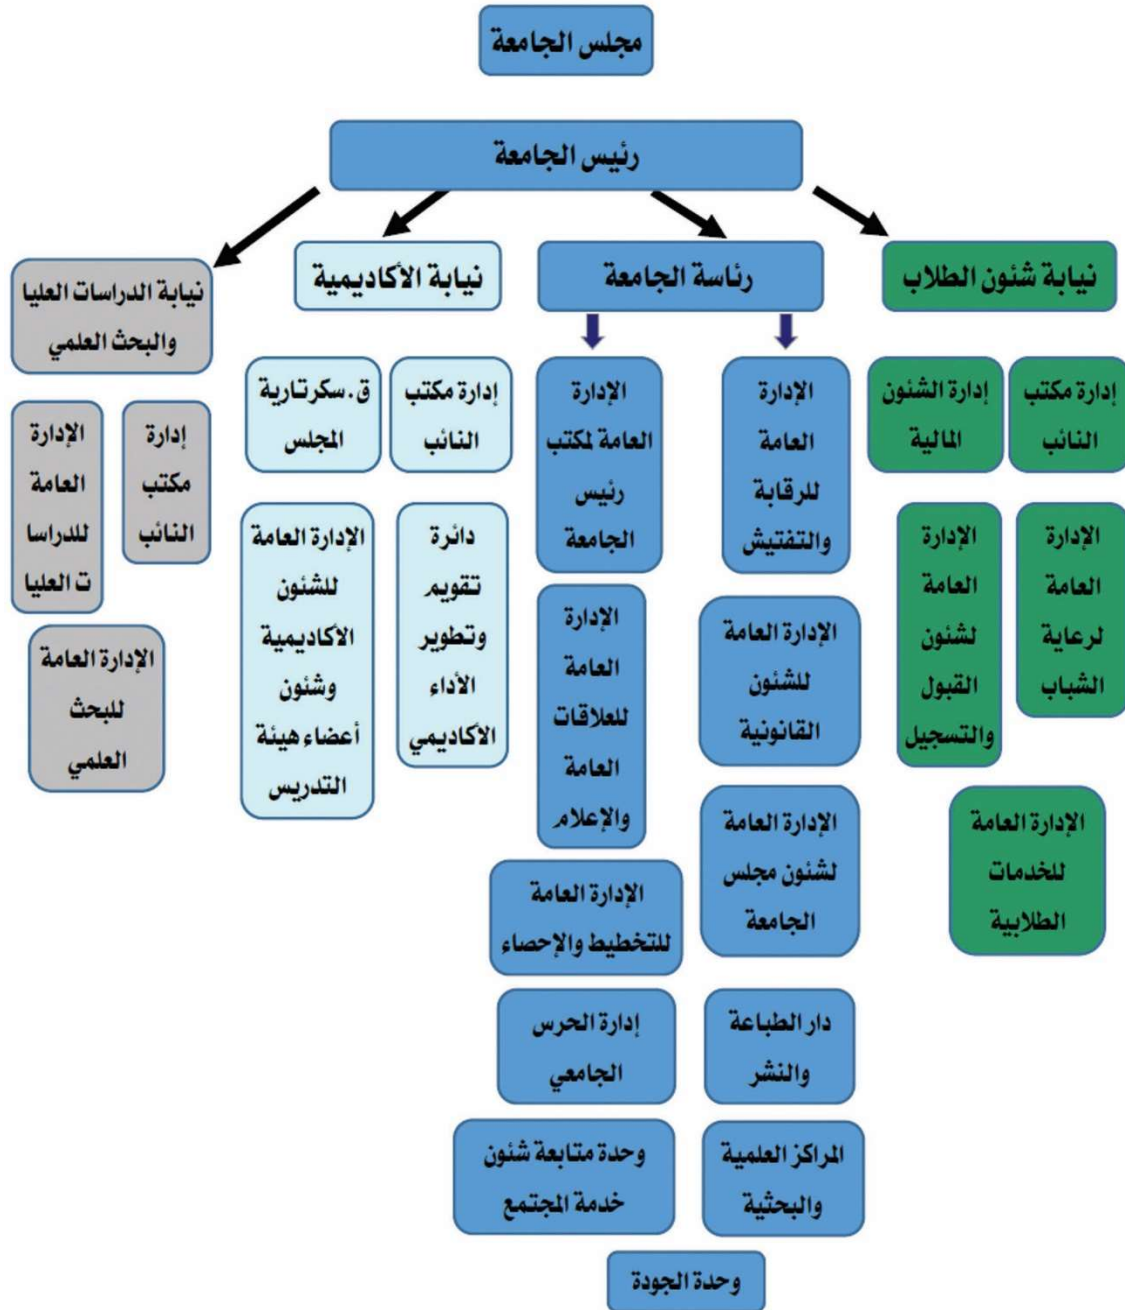 مجلس الجامعة
رئيس الجامعة
نيابة شئون الطلاب
رئاسة الجامعة
نيابة الأكاديمية
نيابة الدراسات العليا
والبحث العلمي
إدارة مكتب
النائب
إدارة الشئون
المالية
الإدارة
العامة
لرعاية
الشباب
الإدارة
العامة
لشئون
القبول
والتسجيل
الإدارة العامة
للخدمات
الطلابية
الإدارة
العامة
للرقابة
والتفتيش
الإدارة
العامة لمكتب
رئيس
الجامعة
الإدارة العامة
للشئون
القانونية
الإدارة
العامة
للعلاقات
العامة
والإعلام
الإدارة العامة
لشئون مجلس
الجامعة
الإدارة العامة
للتخطيط والإحصاء
دار الطباعة
والنشر
إدارة الحرس
الجامعي
المراكز العلمية
والبحثية
وحدة متابعة شئون
خدمة المجتمع
وحدة الجودة
إدارة مكتب
النائب
ق.سكرتارية
المجلس
دائرة
تقويم
وتطوير
الأداء
الأكاديمي
الإدارة العامة
للشئون
الأكاديمية
وشئون
أعضاء هيئة
التدريس
إدارة
مكتب
النائب
الإدارة
العامة
للدراسا
ت العليا
الإدارة العامة
للبحث
العلمي